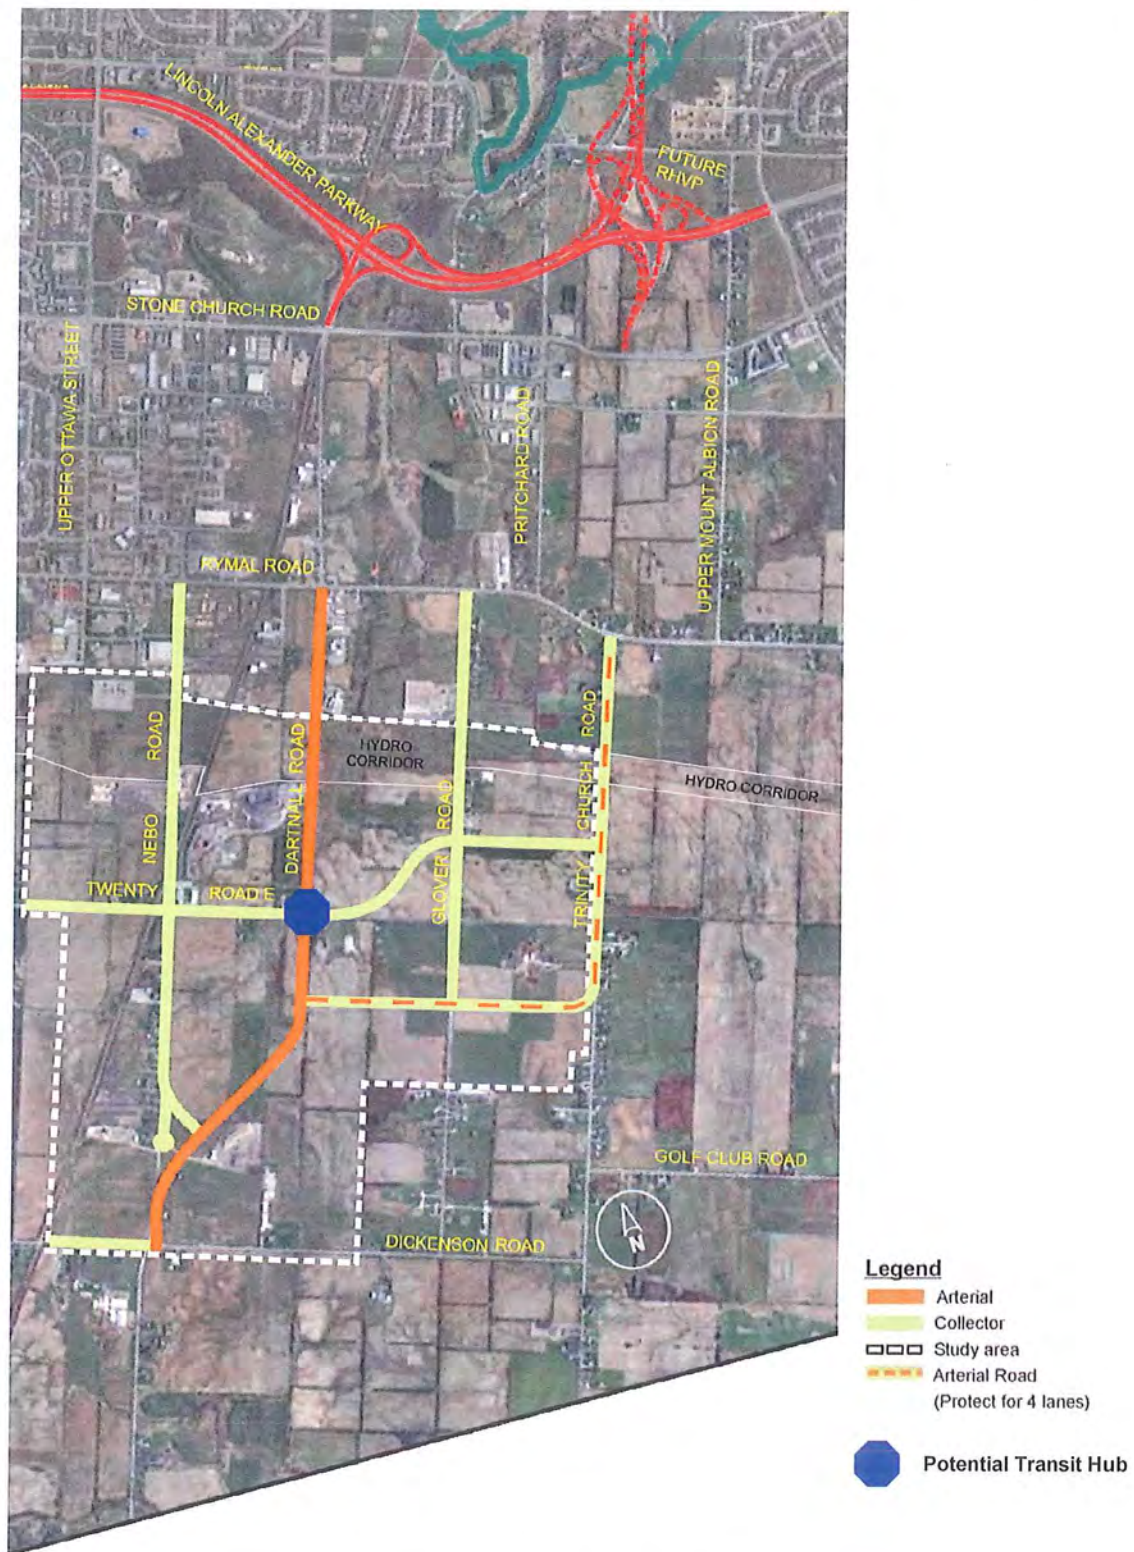 LINCOLN ALEXANDER PARKWAY
FUTURE
RHVP
STONE CHURCH ROAD
UPPER OTTAWA STREET
PRITCHARD ROAD
UPPER MOUNT ALBION ROAD
RYMAL ROAD
NEBO ROAD
DARTNALL ROAD
HYDRO
CORRIDOR
GLOVER ROAD
TRINITY CHURCH ROAD
HYDRO CORRIDOR
TWENTY ROAD E
GOLF CLUB ROAD
N
DICKENSON ROAD
Legend
Arterial
Collector
Study area
Arterial Road
(Protect for 4 lanes)
Potential Transit Hub